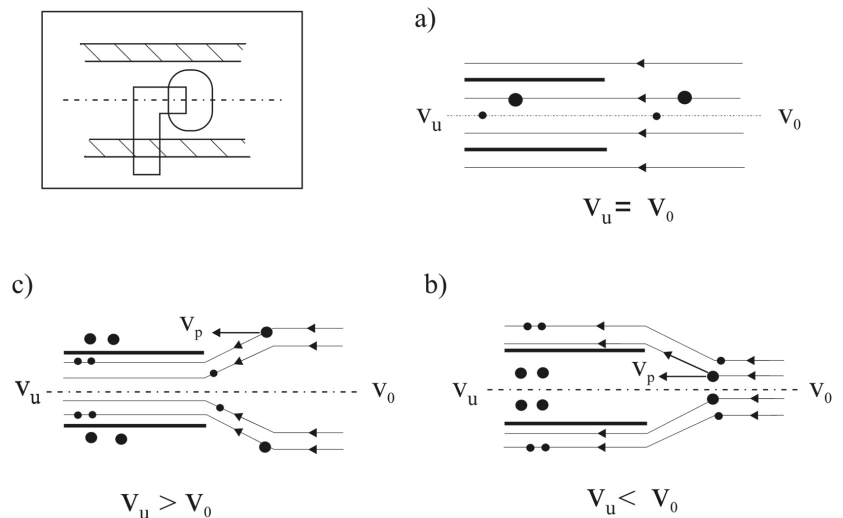 a)
v_u v_0
v_u = v_0
c)
v_p
v_u v_0
v_u > v_0
b)
v_p
v_u v_0
v_u < v_0